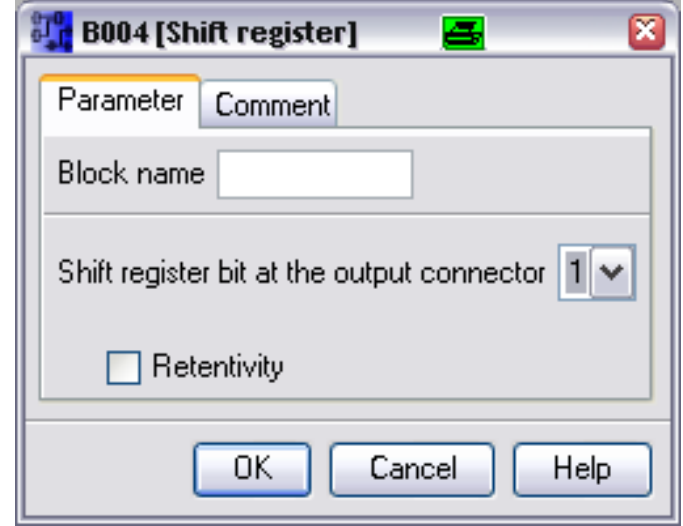 B004 [Shift register]
Parameter Comment
Block name
Shift register bit at the output connector 1
Retentivity
OK Cancel Help